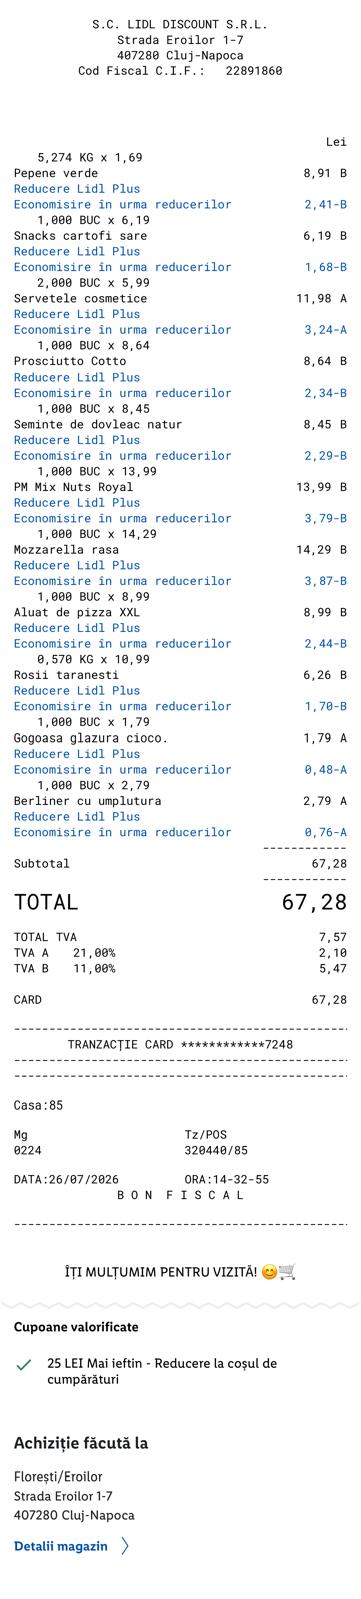 S.C. LIDL DISCOUNT S.R.L.
Strada Eroilor 1-7
407280 Cluj-Napoca
Cod Fiscal C.I.F.: 22891860
Lei
5,274 KG x 1,69
Pepene verde 8,91 B
Reducere Lidl Plus
Economisire în urma reducerilor 2,41-B
1,000 BUC x 6,19
Snacks cartofi sare 6,19 B
Reducere Lidl Plus
Economisire în urma reducerilor 1,68-B
2,000 BUC x 5,99
Servetele cosmetice 11,98 A
Reducere Lidl Plus
Economisire în urma reducerilor 3,24-A
1,000 BUC x 8,64
Prosciutto Cotto 8,64 B
Reducere Lidl Plus
Economisire în urma reducerilor 2,34-B
1,000 BUC x 8,45
Seminte de dovleac natur 8,45 B
Reducere Lidl Plus
Economisire în urma reducerilor 2,29-B
1,000 BUC x 13,99
PM Mix Nuts Royal 13,99 B
Reducere Lidl Plus
Economisire în urma reducerilor 3,79-B
1,000 BUC x 14,29
Mozzarella rasa 14,29 B
Reducere Lidl Plus
Economisire în urma reducerilor 3,87-B
1,000 BUC x 8,99
Aluat de pizza XXL 8,99 B
Reducere Lidl Plus
Economisire în urma reducerilor 2,44-B
0,570 KG x 10,99
Rosii taranesti 6,26 B
Reducere Lidl Plus
Economisire în urma reducerilor 1,70-B
1,000 BUC x 1,79
Gogoasa glazura cioco. 1,79 A
Reducere Lidl Plus
Economisire în urma reducerilor 0,48-A
1,000 BUC x 2,79
Berliner cu umplutura 2,79 A
Reducere Lidl Plus
Economisire în urma reducerilor 0,76-A
------------
Subtotal 67,28
------------
TOTAL 67,28
TOTAL TVA 7,57
TVA A 21,00% 2,10
TVA B 11,00% 5,47
CARD 67,28
------------------------------------------------
TRANZACȚIE CARD ************7248
------------------------------------------------
------------------------------------------------
Casa:85
Mg Tz/POS
0224 320440/85
DATA:26/07/2026 ORA:14-32-55
B O N F I S C A L
------------------------------------------------
ÎȚI MULȚUMIM PENTRU VIZITĂ! 😊🛒
Cupoane valorificate
25 LEI Mai ieftin - Reducere la coșul de
cumpărături
Achiziție făcută la
Florești/Eroilor
Strada Eroilor 1-7
407280 Cluj-Napoca
Detalii magazin